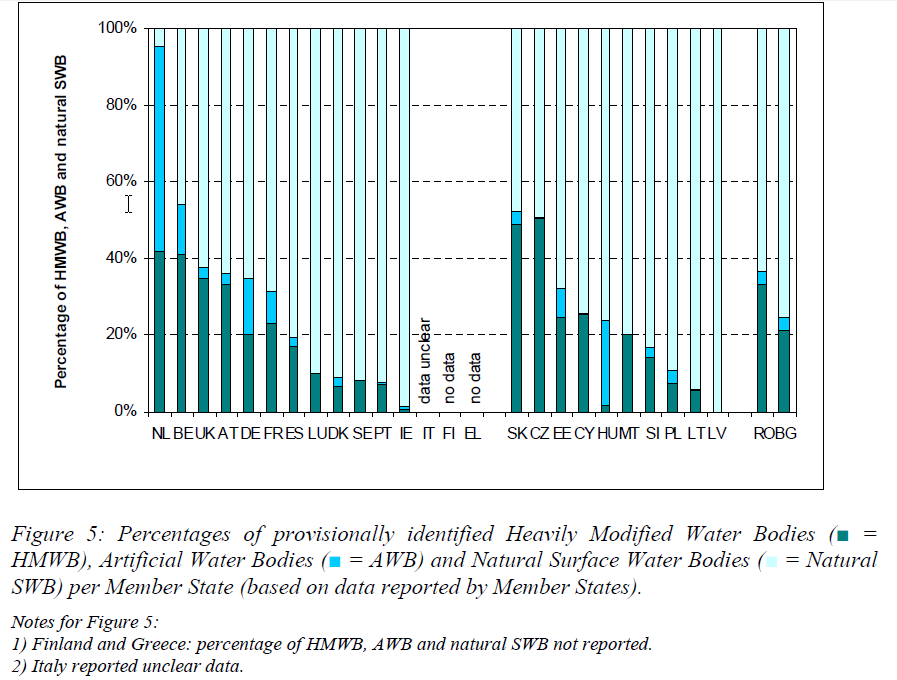 100%
80%
60%
40%
20%
0%
Percentage of HMWB, AWB and natural SWB
data unclear
no data
no data
NL BE UK AT DE FR ES LU DK SE PT IE IT FI EL SK CZ EE CY HU MT SI PL LT LV RO BG
Figure 5: Percentages of provisionally identified Heavily Modified Water Bodies (■ =
HMWB), Artificial Water Bodies (■ = AWB) and Natural Surface Water Bodies (■ = Natural
SWB) per Member State (based on data reported by Member States).
Notes for Figure 5:
1) Finland and Greece: percentage of HMWB, AWB and natural SWB not reported.
2) Italy reported unclear data.